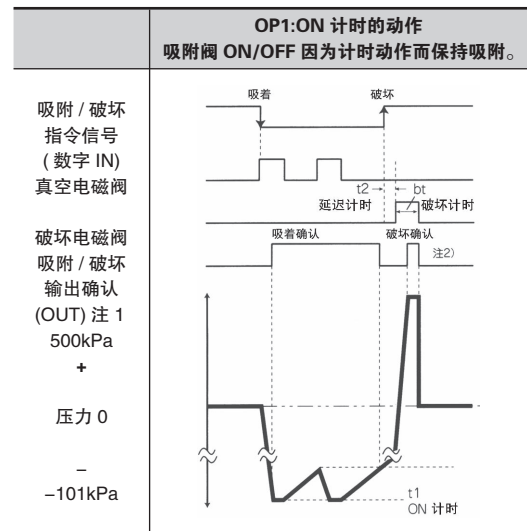 OP1:ON 计时的动作
吸附阀 ON/OFF 因为计时动作而保持吸附。
吸附 / 破坏
指令信号
( 数字 IN)
真空电磁阀
破坏电磁阀
吸附 / 破坏
输出确认
(OUT) 注 1
500kPa
+
压力 0
–
–101kPa
吸着
破坏
t2
bt
延迟计时
破坏计时
吸着确认
破坏确认
注2)
t1
ON 计时